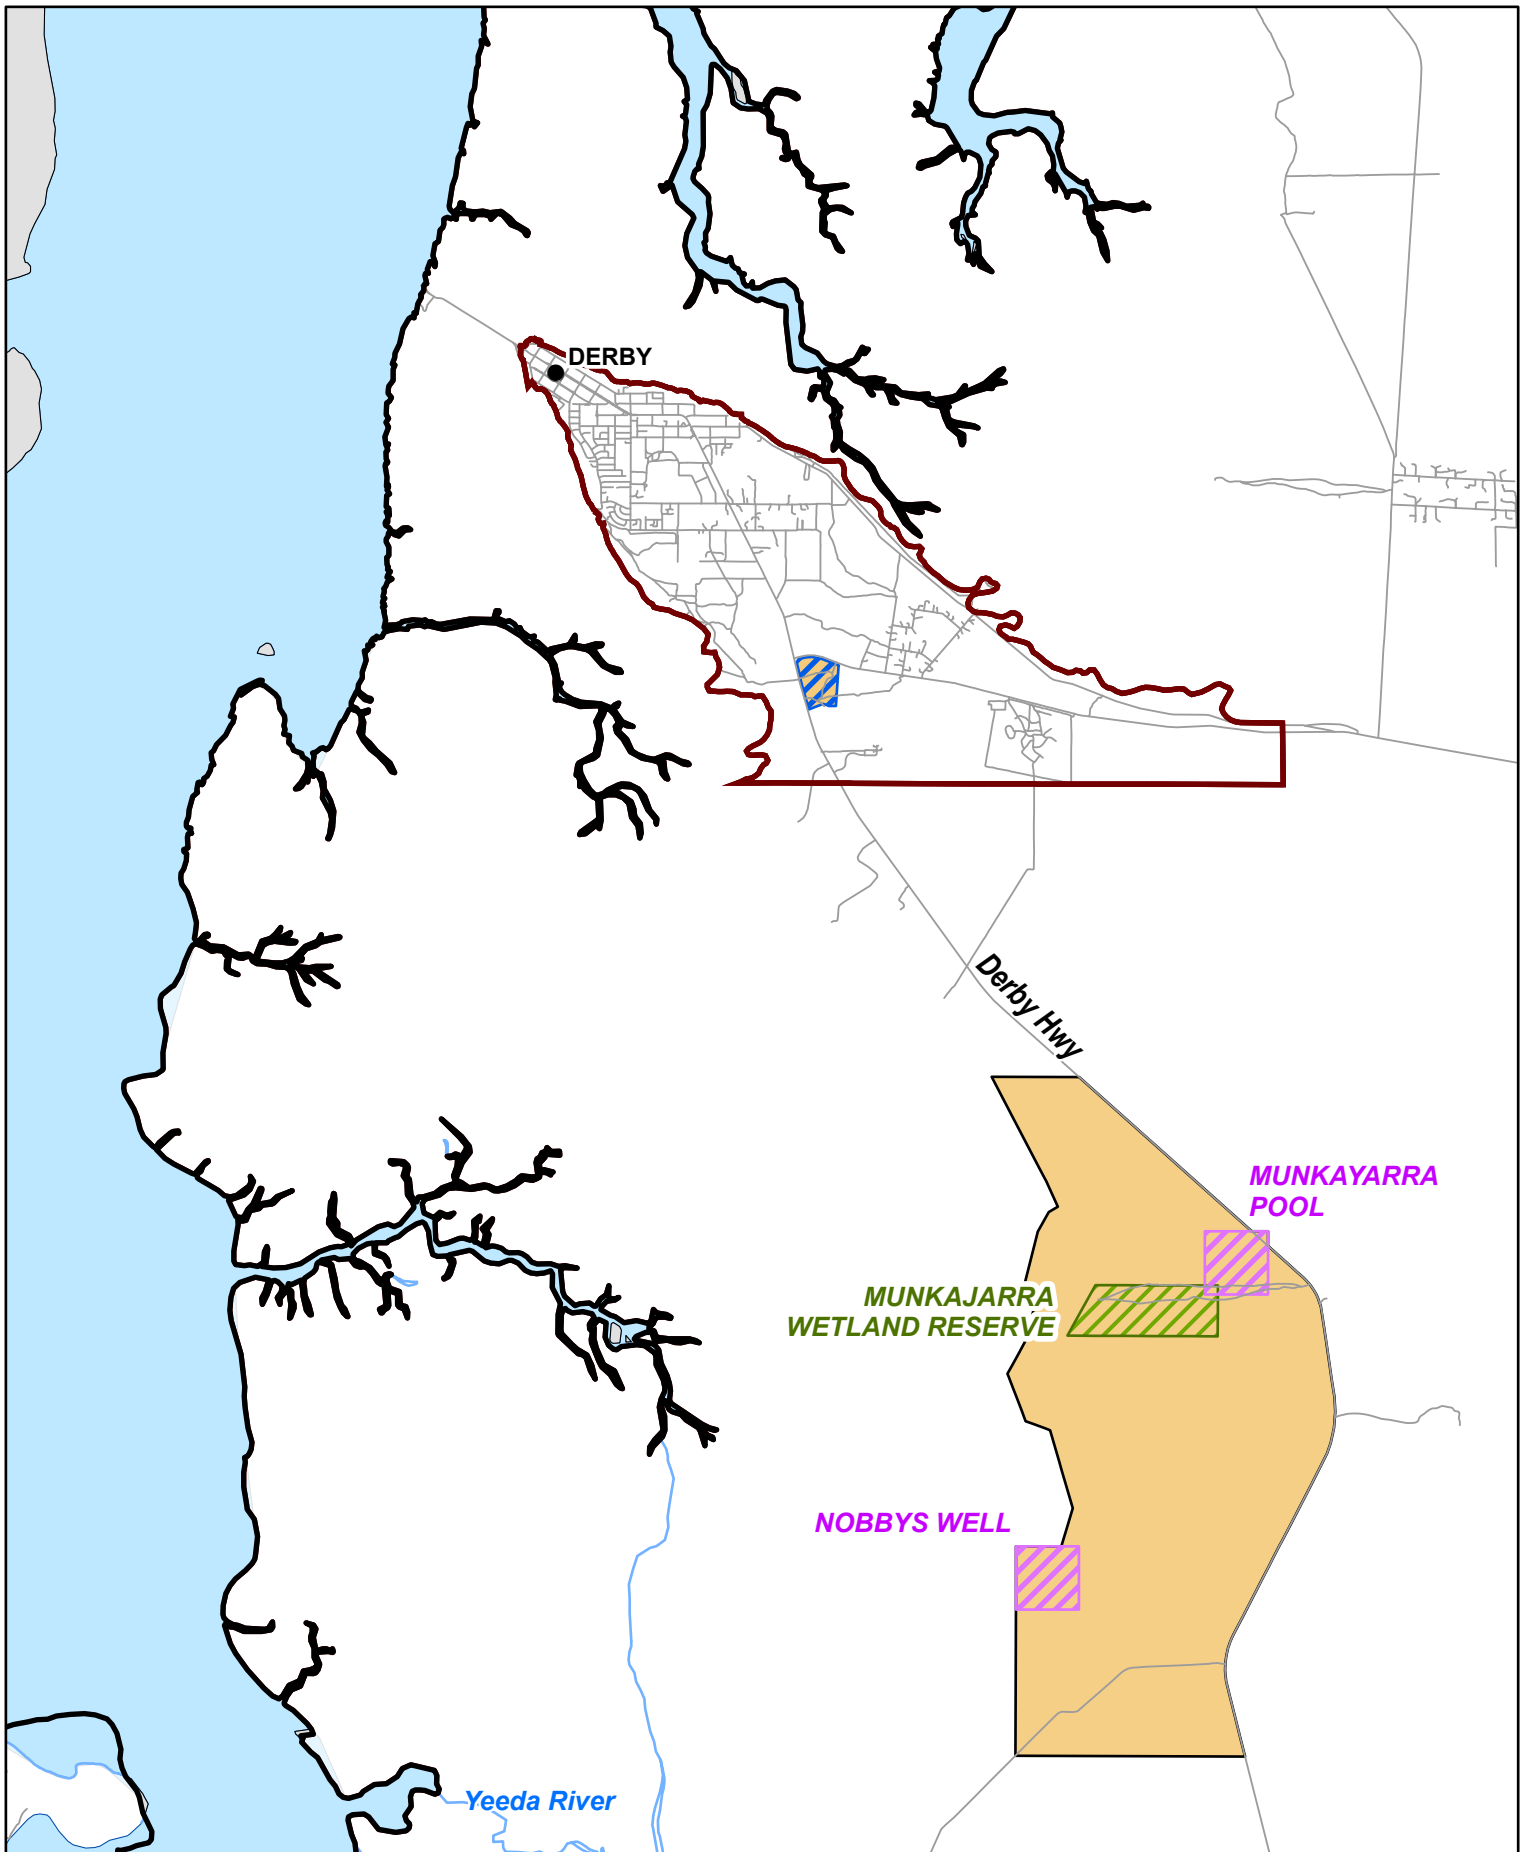 DERBY
Derby Hwy
MUNKAYARRA
POOL
MUNKAJARRA
WETLAND RESERVE
NOBBYS WELL
Yeeda River